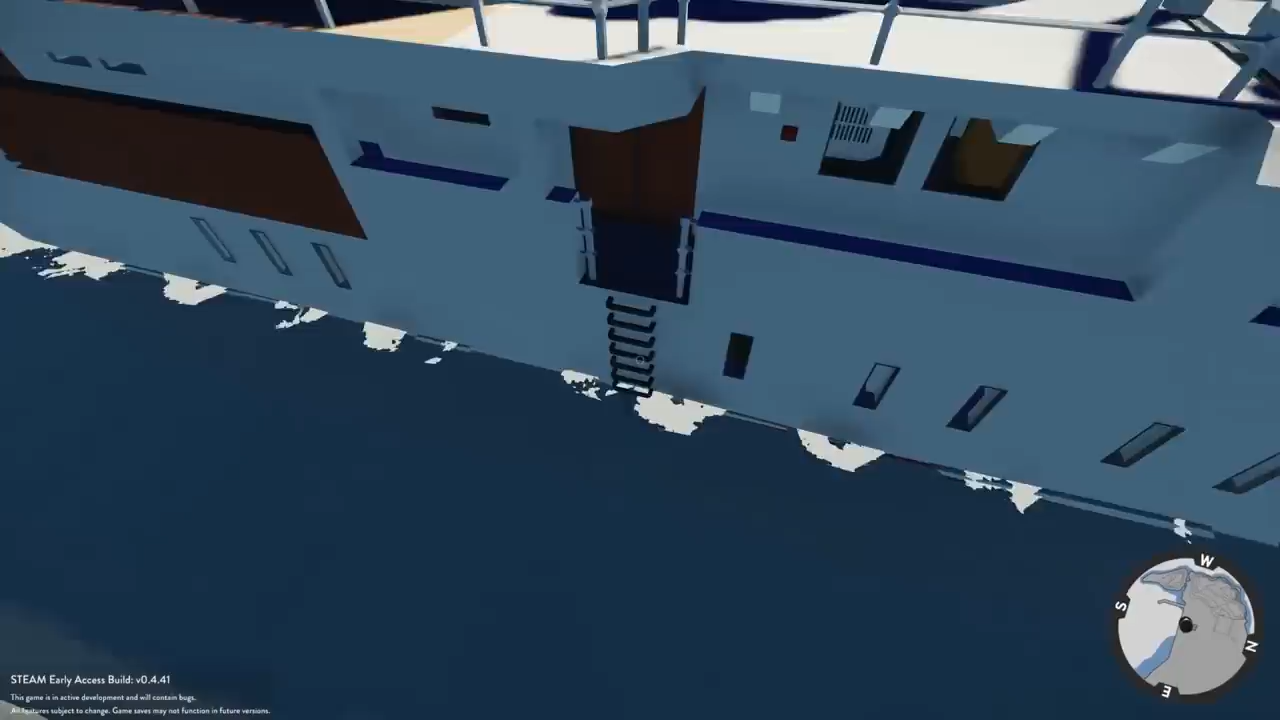 W
S
N
E
STEAM Early Access Build: v0.4.41
This game is in active development and will contain bugs.
All features subject to change. Game saves may not function in future versions.